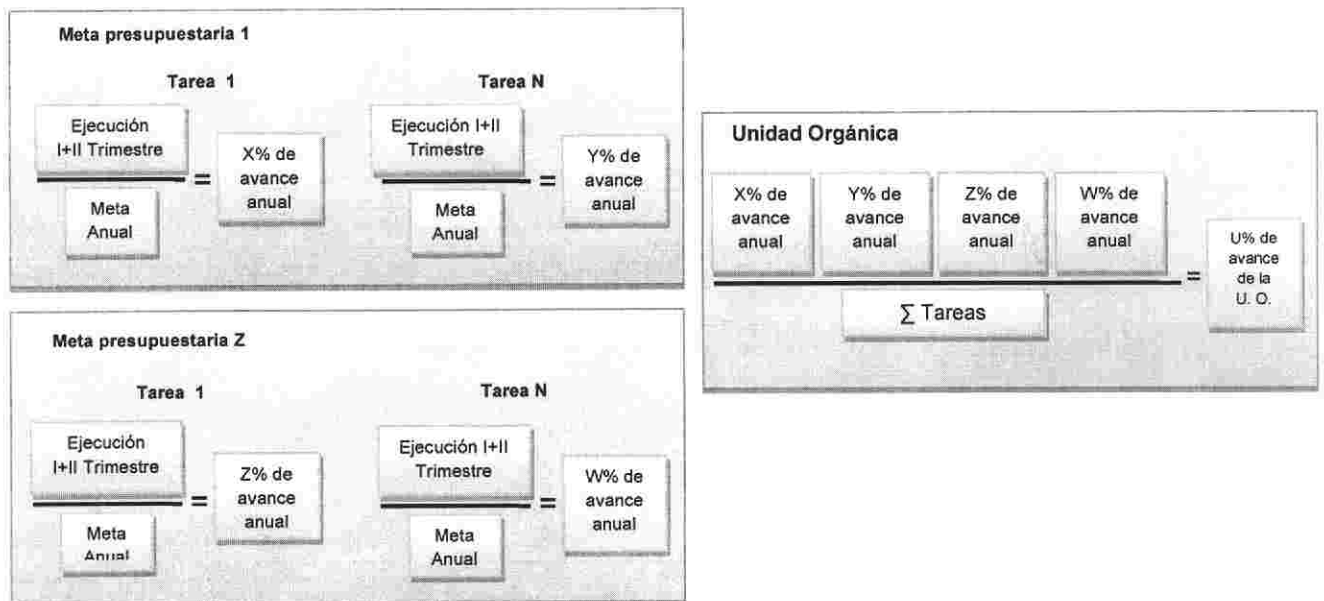 Meta presupuestaria 1
Tarea 1
Tarea N
Ejecución
I+II Trimestre
Meta
Anual
=
X% de
avance
anual
Ejecución I+II
Trimestre
Meta
Anual
=
Y% de
avance
anual
Meta presupuestaria Z
Tarea 1
Tarea N
Ejecución
I+II Trimestre
Meta
Anual
=
Z% de
avance
anual
Ejecución I+II
Trimestre
Meta
Anual
=
W% de
avance
anual
Unidad Orgánica
X% de
avance
anual
Y% de
avance
anual
Z% de
avance
anual
W% de
avance
anual
∑ Tareas
=
U% de
avance
de la
U. O.